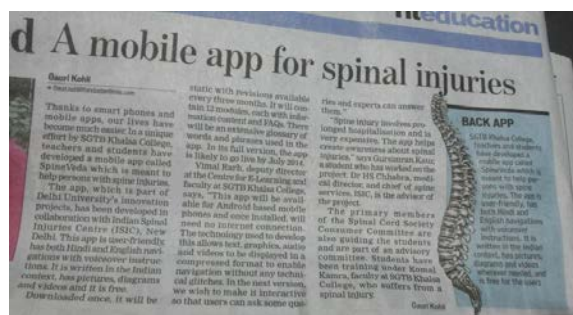 hteducation
d A mobile app for spinal injuries
Gauri Kohli
Thanks to smart phones and
mobile apps, our lives have
become much easier. In a unique
effort by SGTB Khalsa College,
teachers and students have
developed a mobile app called
SpineVeda which is meant to
help persons with spine injuries.
The app, which is part of
Delhi University's innovation
projects, has been developed in
collaboration with Indian Spinal
Injuries Centre (ISIC), New
Delhi. This app is user-friendly,
has both Hindi and English navi-
gations with voiceover instruc-
tions. It is written in the Indian
context, has pictures, diagrams
and videos and it is free.
Downloaded once, it will be
static with revisions available
every three months. It will con-
tain 12 modules, each with infor-
mation content and FAQs. There
will be an extensive glossary of
words and phrases used in the
app. In its full version, the app
is likely to go live by July 2014.
Vimal Rarh, deputy director
at the Centre for E-Learning and
faculty at SGTB Khalsa College,
says, "This app will be avail-
able for Android based mobile
phones and once installed, will
need no internet connection.
The technology used to develop
this allows text, graphics, audio
and videos to be displayed in a
compressed format to enable
navigation without any techni-
cal glitches. In the next version,
we wish to make it interactive
so that users can ask some que-
ries and experts can answer
them."
"Spine injury involves pro-
longed hospitalisation and is
very expensive. The app helps
create awareness about spinal
injuries," says Gursimran Kaur,
a student who has worked on the
project. Dr HS Chhabra, medi-
cal director, and chief of spine
services, ISIC, is the advisor of
the project.
The primary members
of the Spinal Cord Society
Consumer Committee are
also guiding the students
and are part of an advisory
committee. Students have
been training under Komal
Kamra, faculty at SGTB Khalsa
College, who suffers from a
spinal injury.
Gauri Kohli
BACK APP
SGTB Khalsa College,
teachers and students
have developed a
mobile app called
SpineVeda which is
meant to help per-
sons with spine
injuries. The app is
user-friendly, has
both Hindi and
English navigations
with voiceover
instructions. It is
written in the Indian
context, has pictures,
diagrams and videos
wherever needed, and
is free for the users